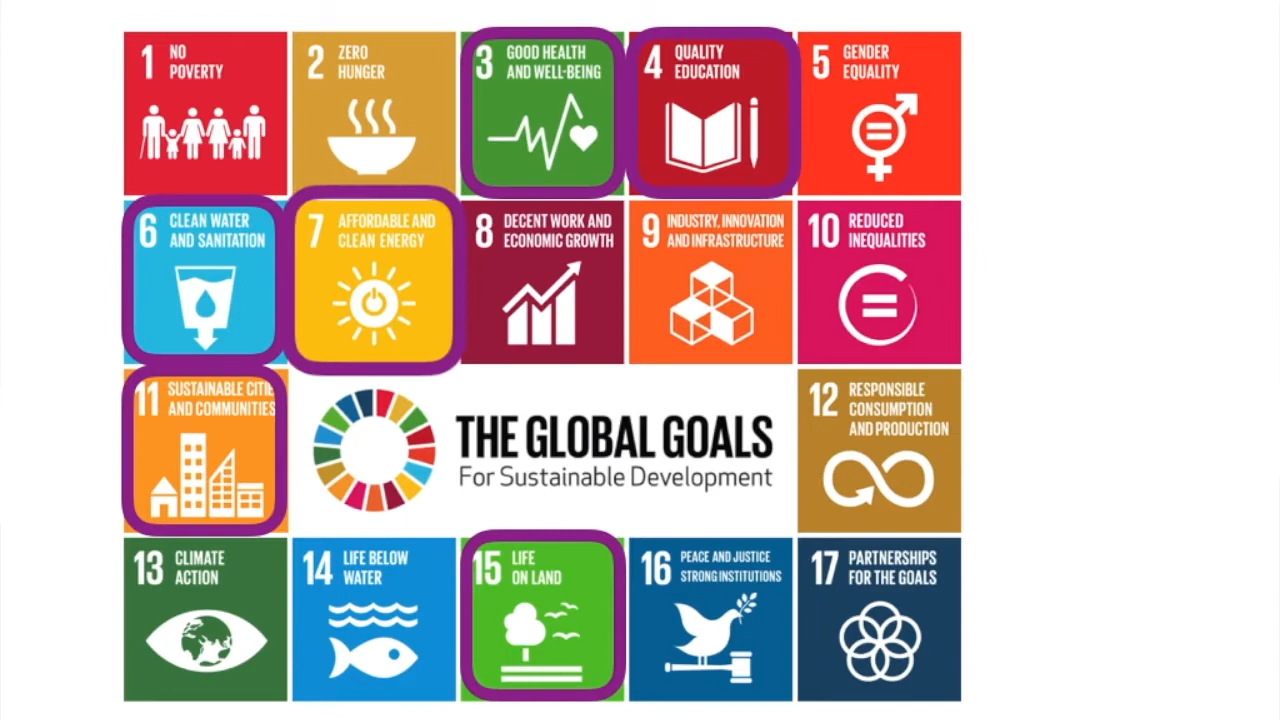 1 NO
POVERTY
2 ZERO
HUNGER
3 GOOD HEALTH
AND WELL-BEING
4 QUALITY
EDUCATION
5 GENDER
EQUALITY
6 CLEAN WATER
AND SANITATION
7 AFFORDABLE AND
CLEAN ENERGY
8 DECENT WORK AND
ECONOMIC GROWTH
9 INDUSTRY, INNOVATION
AND INFRASTRUCTURE
10 REDUCED
INEQUALITIES
11 SUSTAINABLE CITIE
AND COMMUNITIES
THE GLOBAL GOALS
For Sustainable Development
12 RESPONSIBLE
CONSUMPTION
AND PRODUCTION
13 CLIMATE
ACTION
14 LIFE BELOW
WATER
15 LIFE
ON LAND
16 PEACE AND JUSTICE
STRONG INSTITUTIONS
17 PARTNERSHIPS
FOR THE GOALS